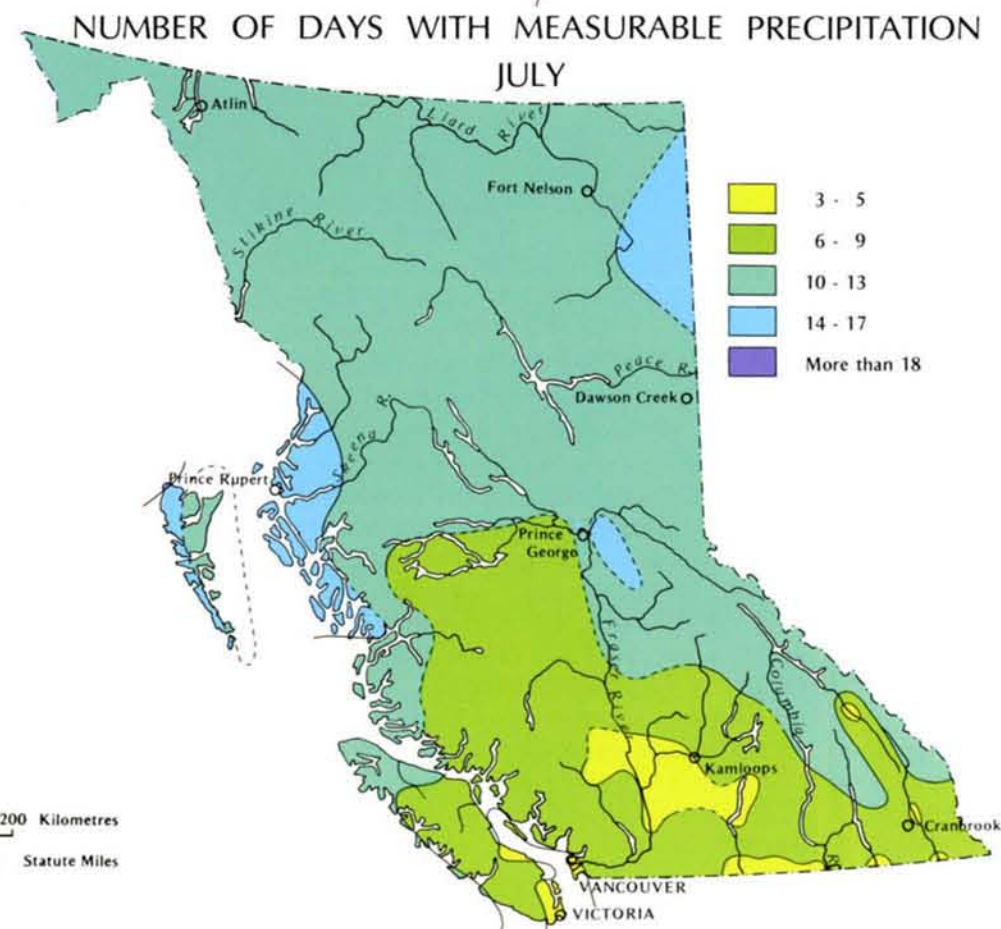 NUMBER OF DAYS WITH MEASURABLE PRECIPITATION
JULY
Atlin
Liard River
Fort Nelson
3 - 5
6 - 9
10 - 13
14 - 17
More than 18
Stikine River
Peace R.
Dawson Creek
Skeena R.
Prince Rupert
Prince
George
Fraser River
Columbia
Kamloops
200 Kilometres
Statute Miles
Cranbrook
R.
VANCOUVER
VICTORIA